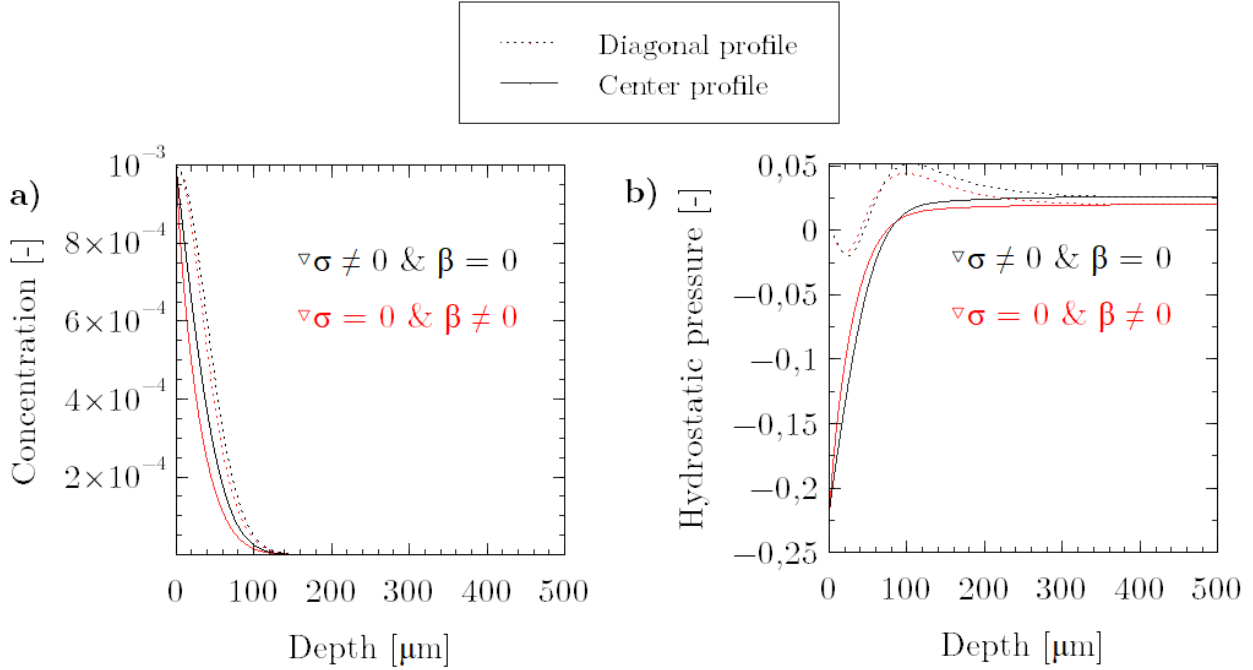 Diagonal profile
Center profile
a)
Concentration [-]
10⁻³
8×10⁻⁴
6×10⁻⁴
4×10⁻⁴
2×10⁻⁴
▽σ ≠ 0 & β = 0
▽σ = 0 & β ≠ 0
0 100 200 300 400 500
Depth [μm]
b)
Hydrostatic pressure [-]
0,05
0
−0,05
−0,1
−0,15
−0,2
−0,25
▽σ ≠ 0 & β = 0
▽σ = 0 & β ≠ 0
0 100 200 300 400 500
Depth [μm]